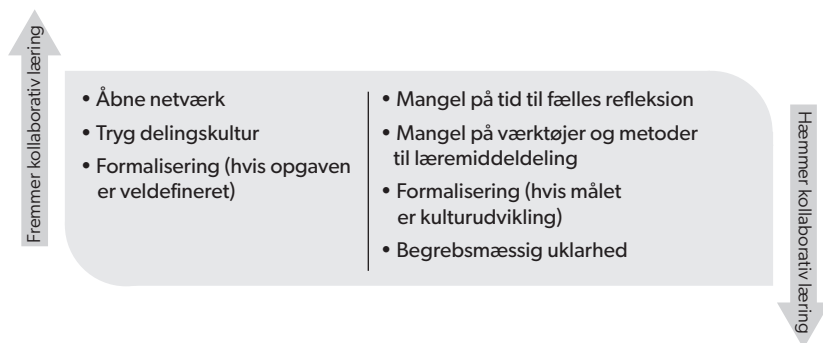 Fremmer kollaborativ læring
• Åbne netværk
• Tryg delingskultur
• Formalisering (hvis opgaven
er veldefineret)
• Mangel på tid til fælles refleksion
• Mangel på værktøjer og metoder
til læremiddeldeling
• Formalisering (hvis målet
er kulturudvikling)
• Begrebsmæssig uklarhed
Hæmmer kollaborativ læring